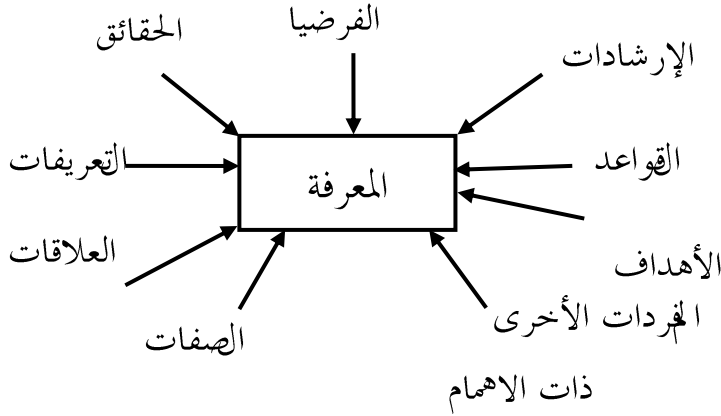 الفرضيا
الحقائق
الإرشادات
التعريفات
القواعد
المعرفة
العلاقات
الأهداف
المفردات الأخرى
الصفات
ذات الاهمام